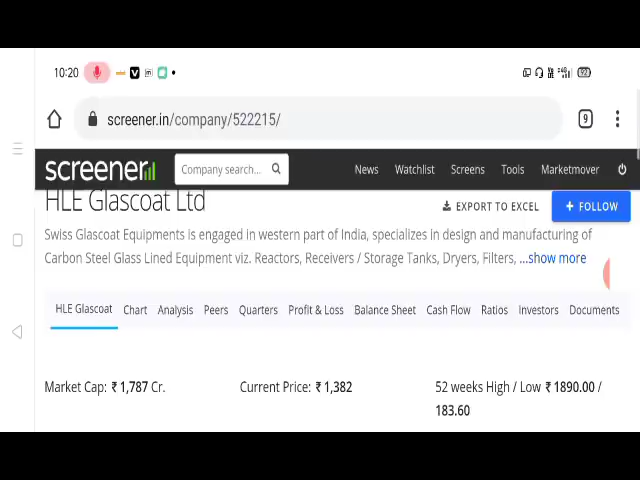 10:20 92
screener.in/company/522215/ 9
screener Company search... News Watchlist Screens Tools Marketmover
HLE Glascoat Ltd EXPORT TO EXCEL + FOLLOW
Swiss Glascoat Equipments is engaged in western part of India, specializes in design and manufacturing of
Carbon Steel Glass Lined Equipment viz. Reactors, Receivers / Storage Tanks, Dryers, Filters, ...show more
HLE Glascoat Chart Analysis Peers Quarters Profit & Loss Balance Sheet Cash Flow Ratios Investors Documents
Market Cap: ₹ 1,787 Cr. Current Price: ₹ 1,382 52 weeks High / Low ₹ 1890.00 /
183.60